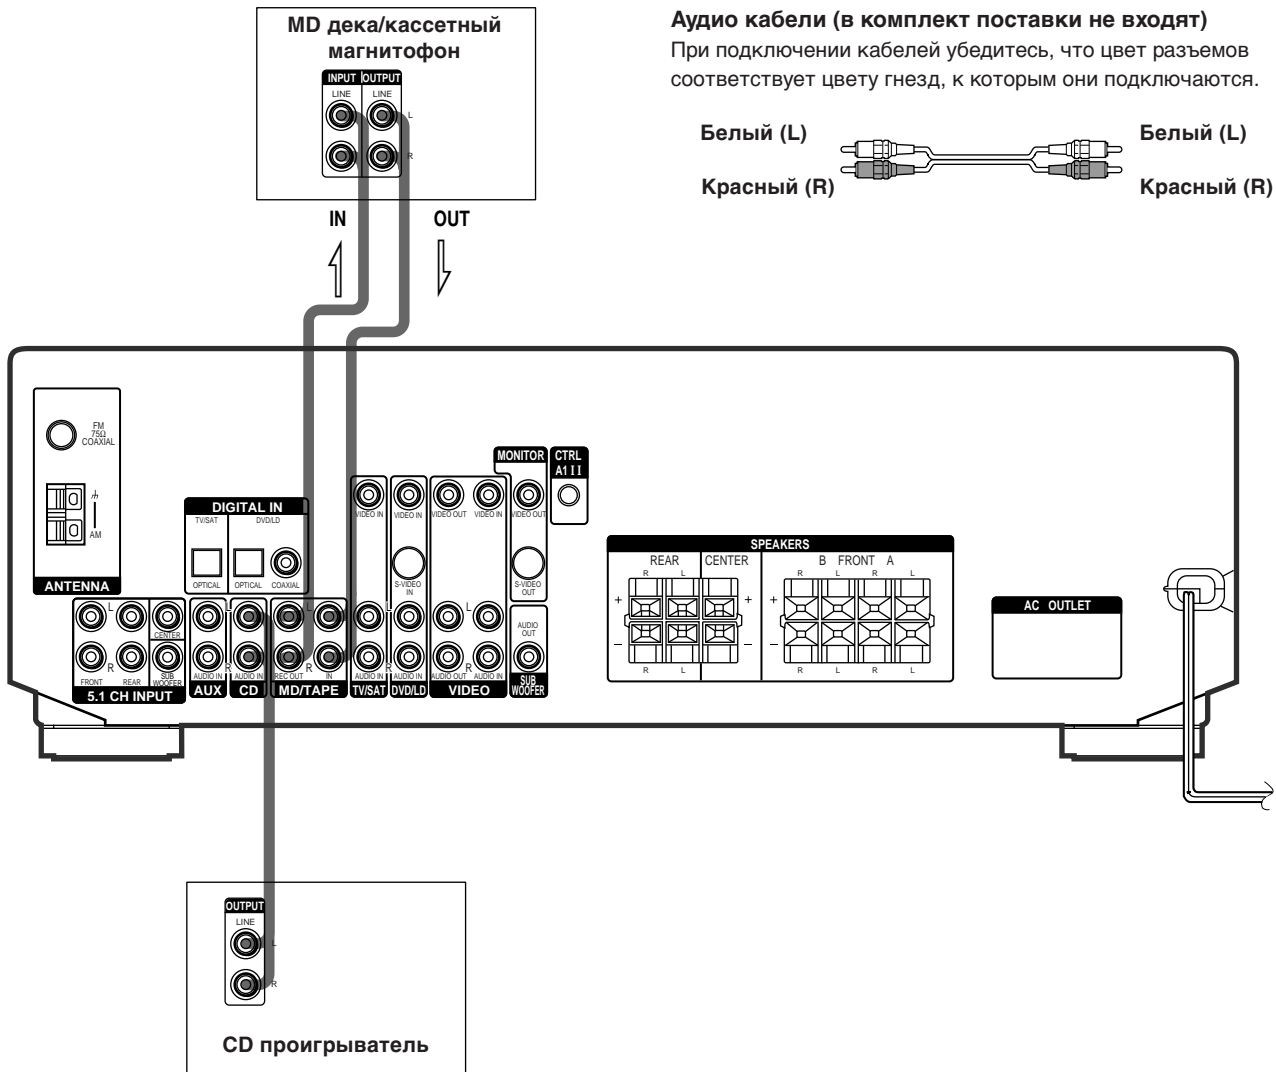 MD дека/кассетный
магнитофон
INPUT OUTPUT
LINE LINE
L
R
IN OUT
Аудио кабели (в комплект поставки не входят)
При подключении кабелей убедитесь, что цвет разъемов
соответствует цвету гнезд, к которым они подключаются.
Белый (L) Белый (L)
Красный (R) Красный (R)
FM
75Ω
COAXIAL
AM
ANTENNA
DIGITAL IN
TV/SAT DVD/LD
OPTICAL OPTICAL COAXIAL
MONITOR
CTRL
A1 II
VIDEO IN VIDEO IN VIDEO OUT VIDEO IN VIDEO OUT
S-VIDEO
IN
S-VIDEO
OUT
L L L L L
CENTER
AUDIO
OUT
R R R R R
FRONT REAR
SUB
WOOFER
AUDIO IN AUDIO IN REC OUT IN AUDIO IN AUDIO IN AUDIO OUT AUDIO IN
5.1 CH INPUT AUX CD MD/TAPE TV/SAT DVD/LD VIDEO
SUB
WOOFER
SPEAKERS
REAR CENTER B FRONT A
R L R L R L
+ + +
– – –
R L R L R L
AC OUTLET
OUTPUT
LINE
L
R
CD проигрыватель